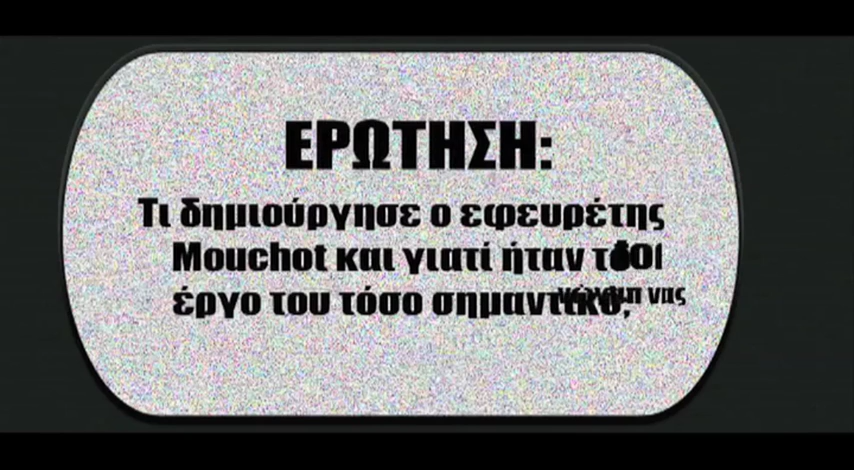 ΕΡΩΤΗΣΗ:
Τι δημιούργησε ο εφευρέτης
Mouchot και γιατί ήταν το
έργο του τόσο σημαντικό;